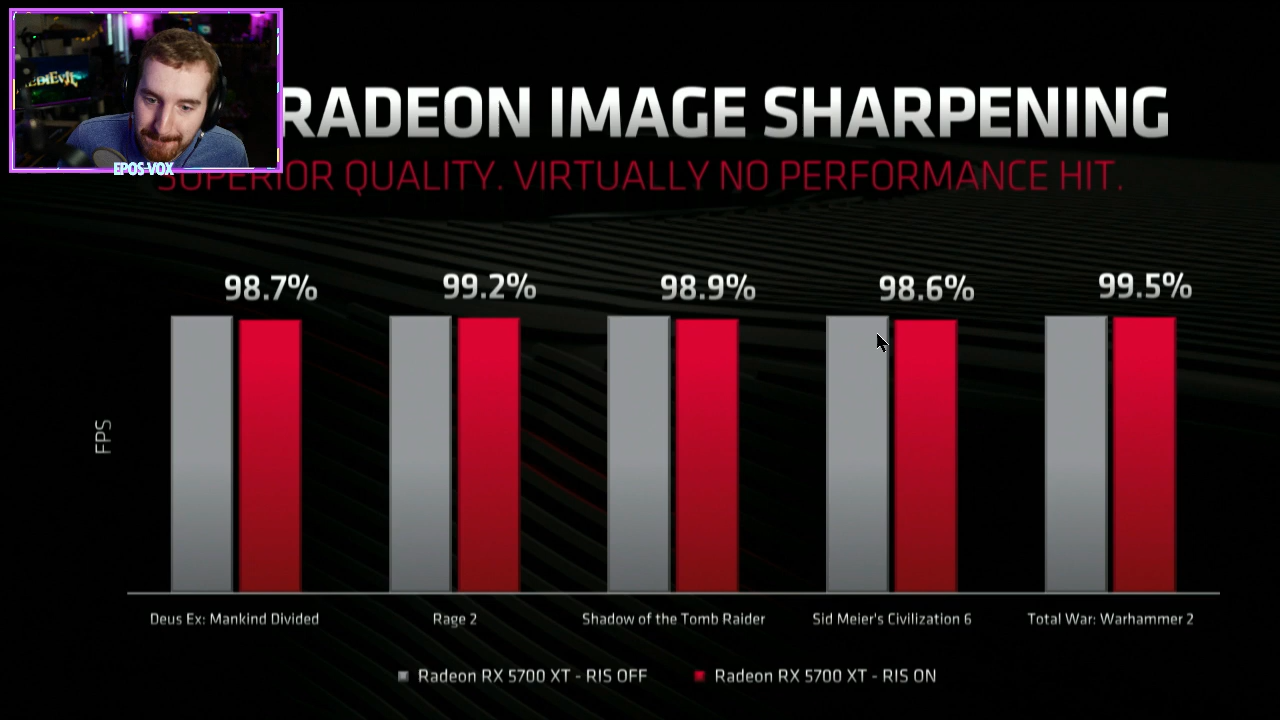 RADEON IMAGE SHARPENING
SUPERIOR QUALITY. VIRTUALLY NO PERFORMANCE HIT.
EPOS VOX
98.7% 99.2% 98.9% 98.6% 99.5%
FPS
Deus Ex: Mankind Divided Rage 2 Shadow of the Tomb Raider Sid Meier's Civilization 6 Total War: Warhammer 2
Radeon RX 5700 XT - RIS OFF Radeon RX 5700 XT - RIS ON